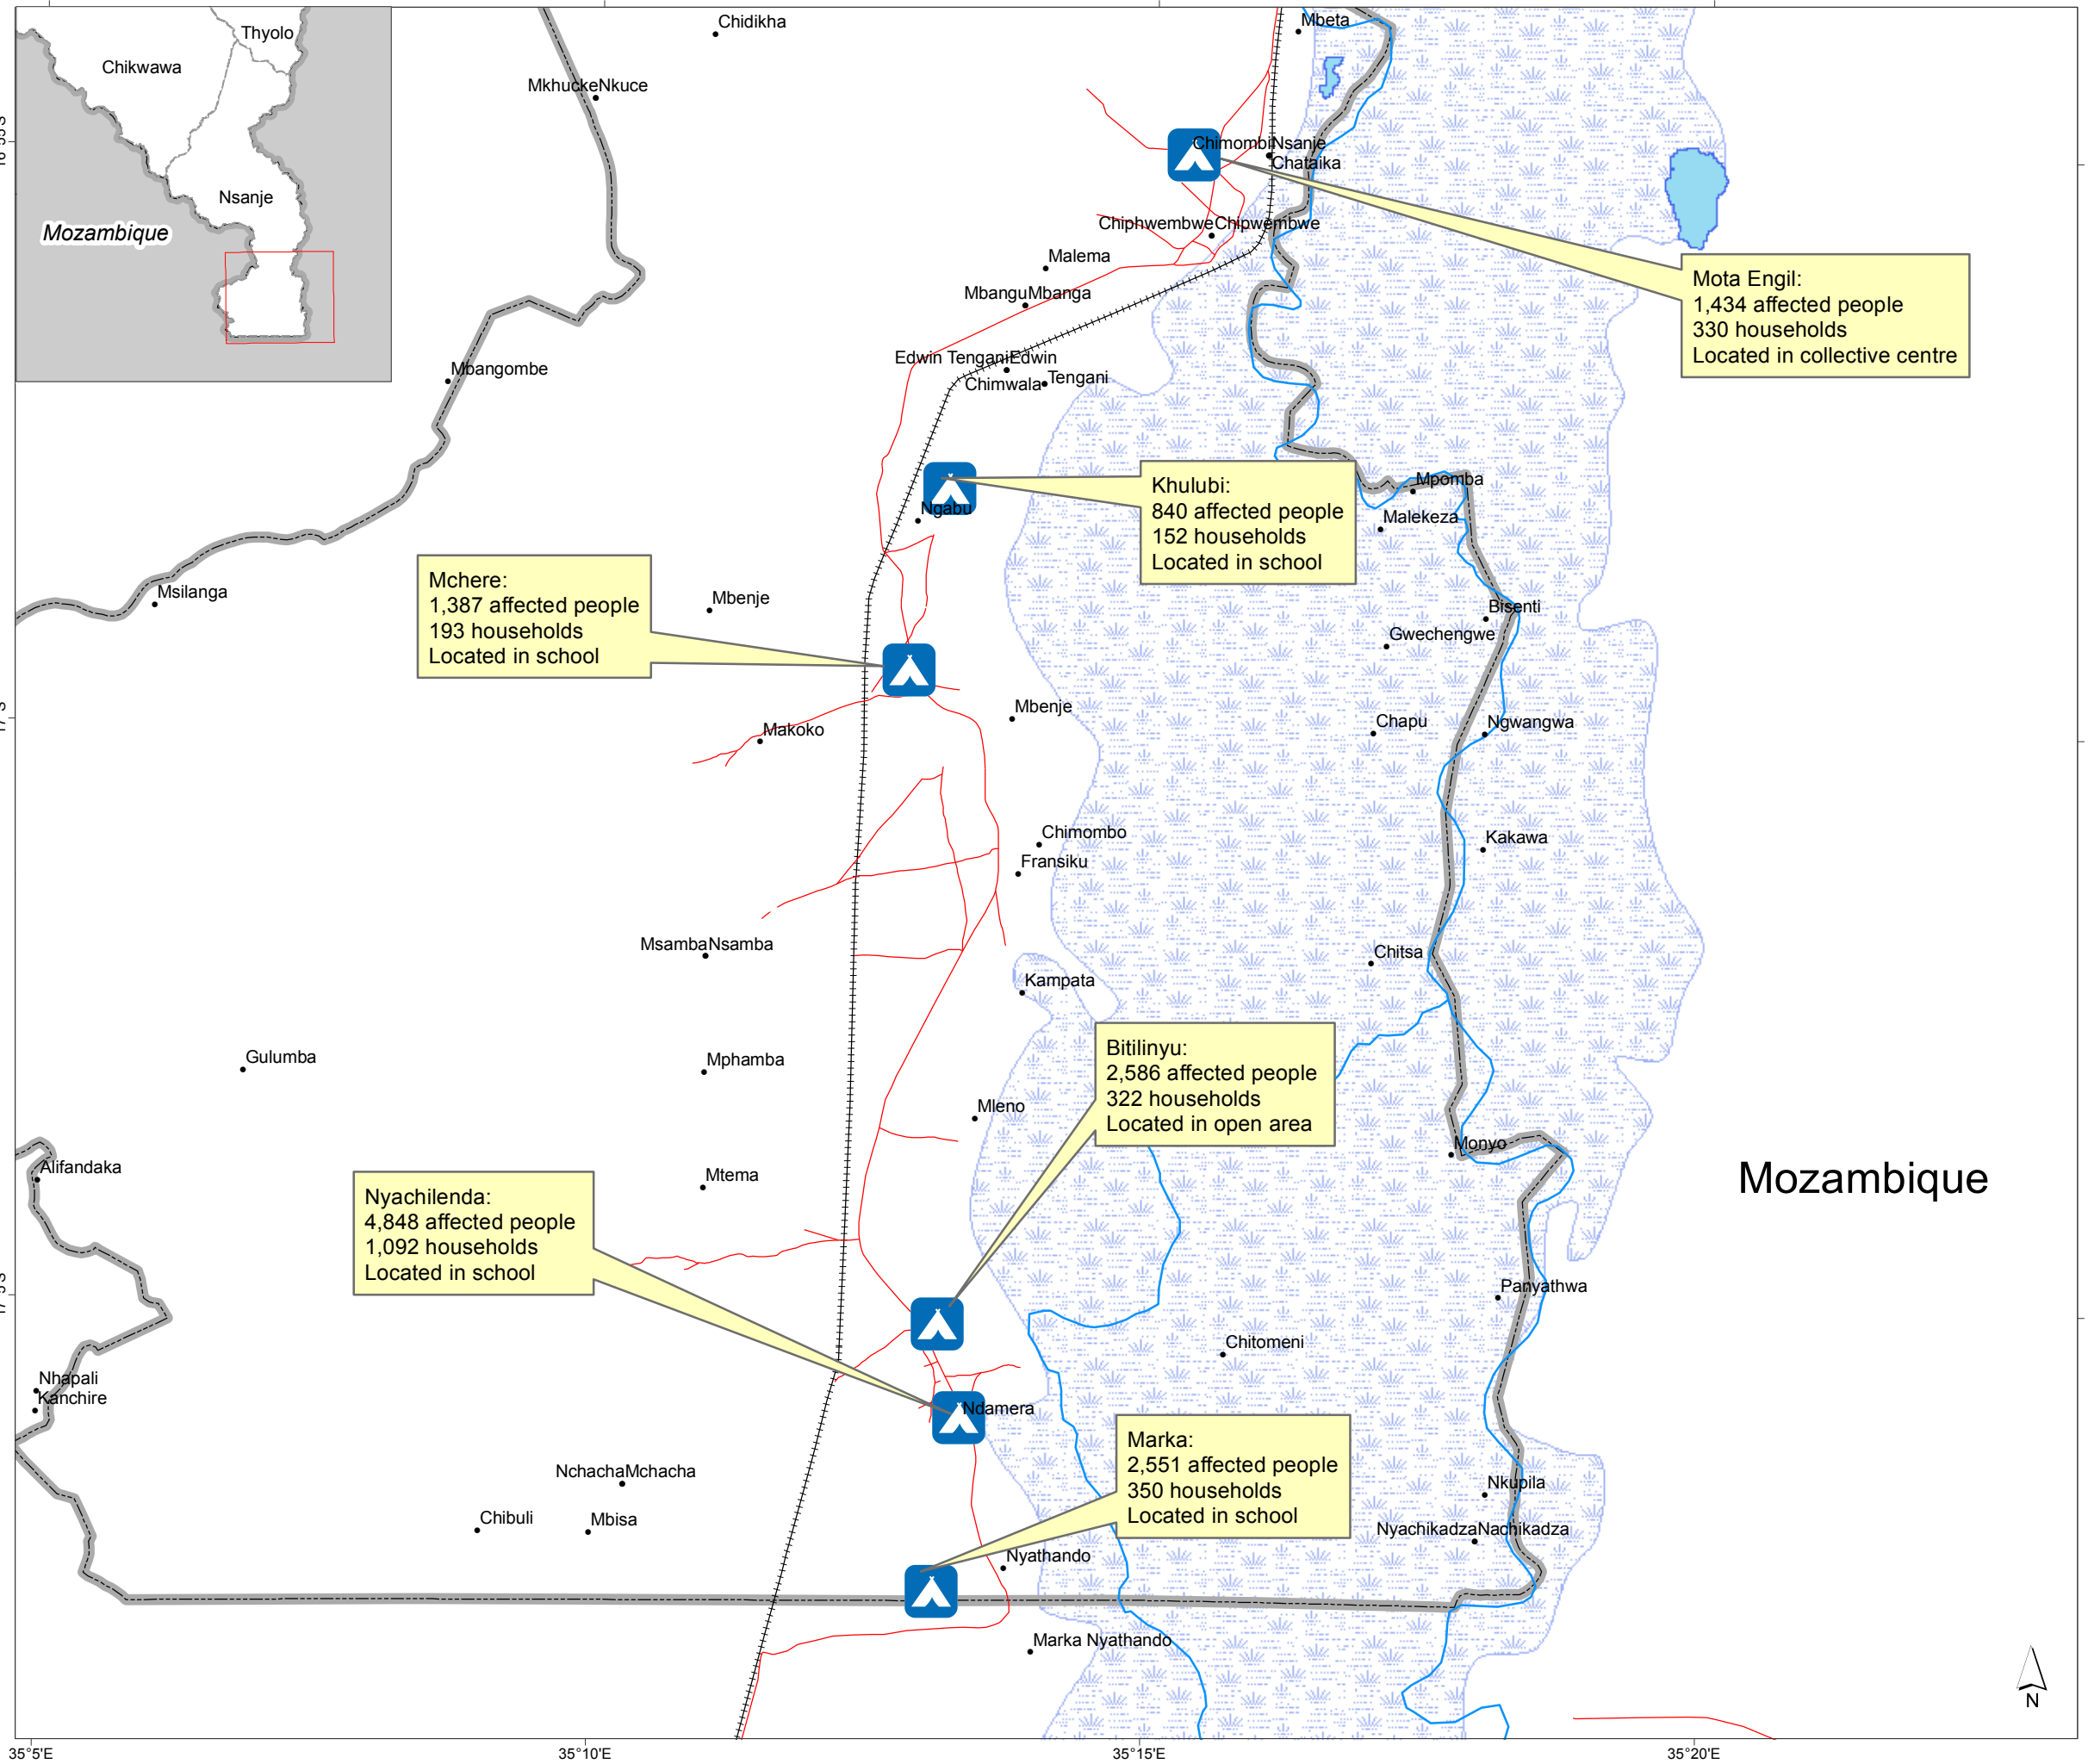 Thyolo
Chikwawa
Nsanje
Mozambique
Chidikha
Mbeta
MkhuckeNkuce
ChimombiNsanje
Chataika
ChiphwembweChipwembwe
Malema
MbanguMbanga
Mota Engil:
1,434 affected people
330 households
Located in collective centre
Edwin TenganiEdwin
Chimwala
Tengani
Mbangombe
Khulubi:
840 affected people
152 households
Located in school
Mpomba
Malekeza
Ngabu
Mchere:
1,387 affected people
193 households
Located in school
Msilanga
Mbenje
Bisenti
Gwechengwe
Mbenje
Makoko
Chapu
Ngwangwa
Chimombo
Fransiku
Kakawa
MsambaNsamba
Chitsa
Kampata
Gulumba
Mphamba
Bitilinyu:
2,586 affected people
322 households
Located in open area
Mleno
Monyo
Mozambique
Alifandaka
Mtema
Nyachilenda:
4,848 affected people
1,092 households
Located in school
Panyathwa
Chitomeni
Nhapali
Kanchire
Ndamera
Marka:
2,551 affected people
350 households
Located in school
NchachaMchacha
Nkupila
Chibuli
Mbisa
NyachikadzaNachikadza
Nyathando
Marka Nyathando
N
35°5'E
35°10'E
35°15'E
35°20'E